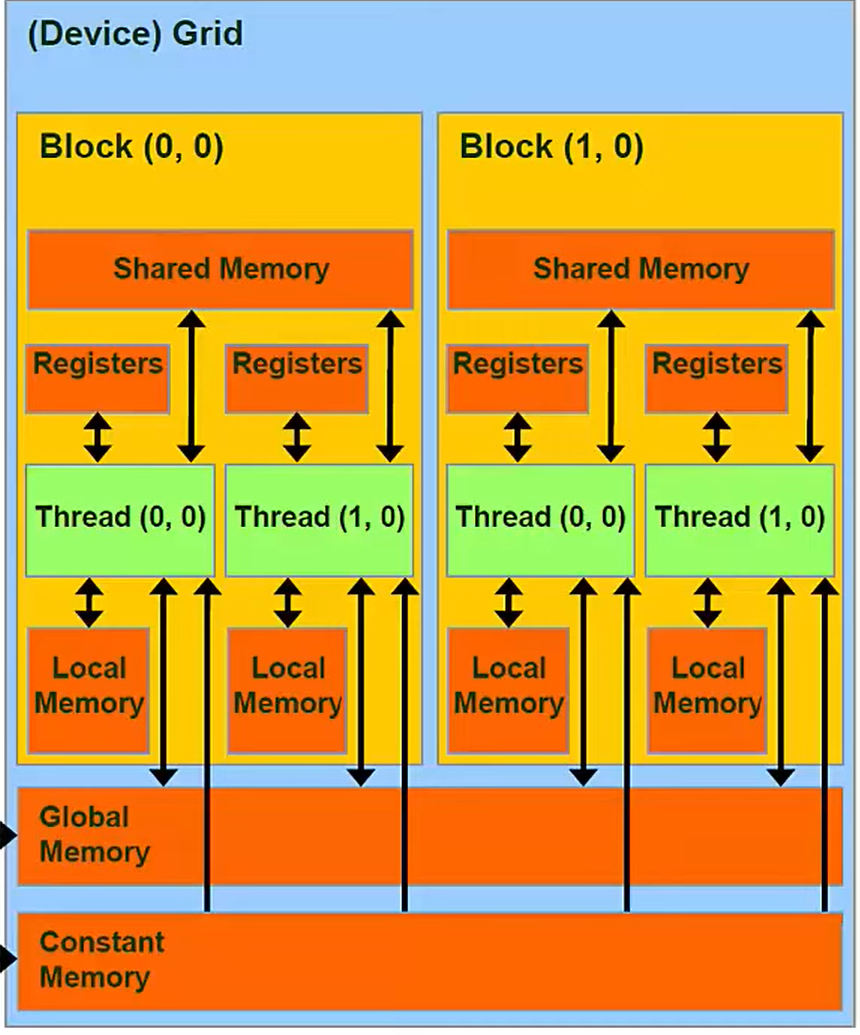 (Device) Grid
Block (0, 0)
Block (1, 0)
Shared Memory
Shared Memory
Registers
Registers
Registers
Registers
Thread (0, 0)
Thread (1, 0)
Thread (0, 0)
Thread (1, 0)
Local
Memory
Local
Memory
Local
Memory
Local
Memory
Global
Memory
Constant
Memory